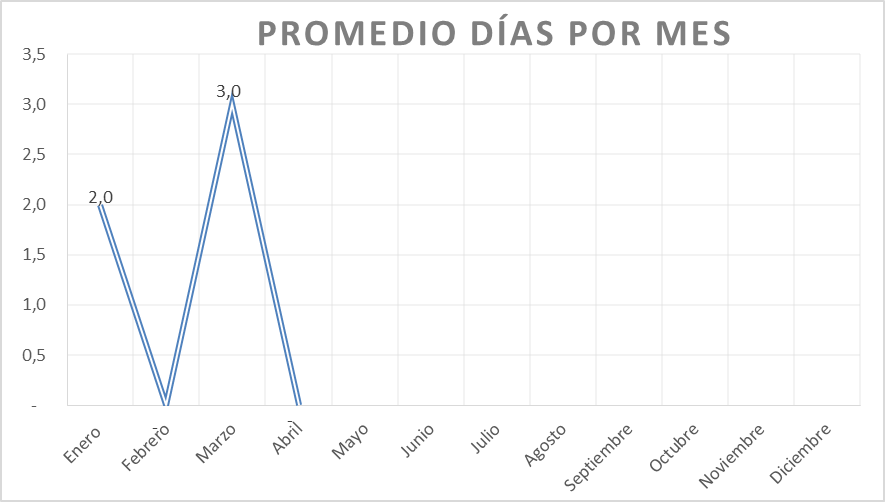 PROMEDIO DÍAS POR MES
3,5
3,0
2,5
2,0
1,5
1,0
0,5
-
2,0
-
3,0
-
Enero
Febrero
Marzo
Abril
Mayo
Junio
Julio
Agosto
Septiembre
Octubre
Noviembre
Diciembre